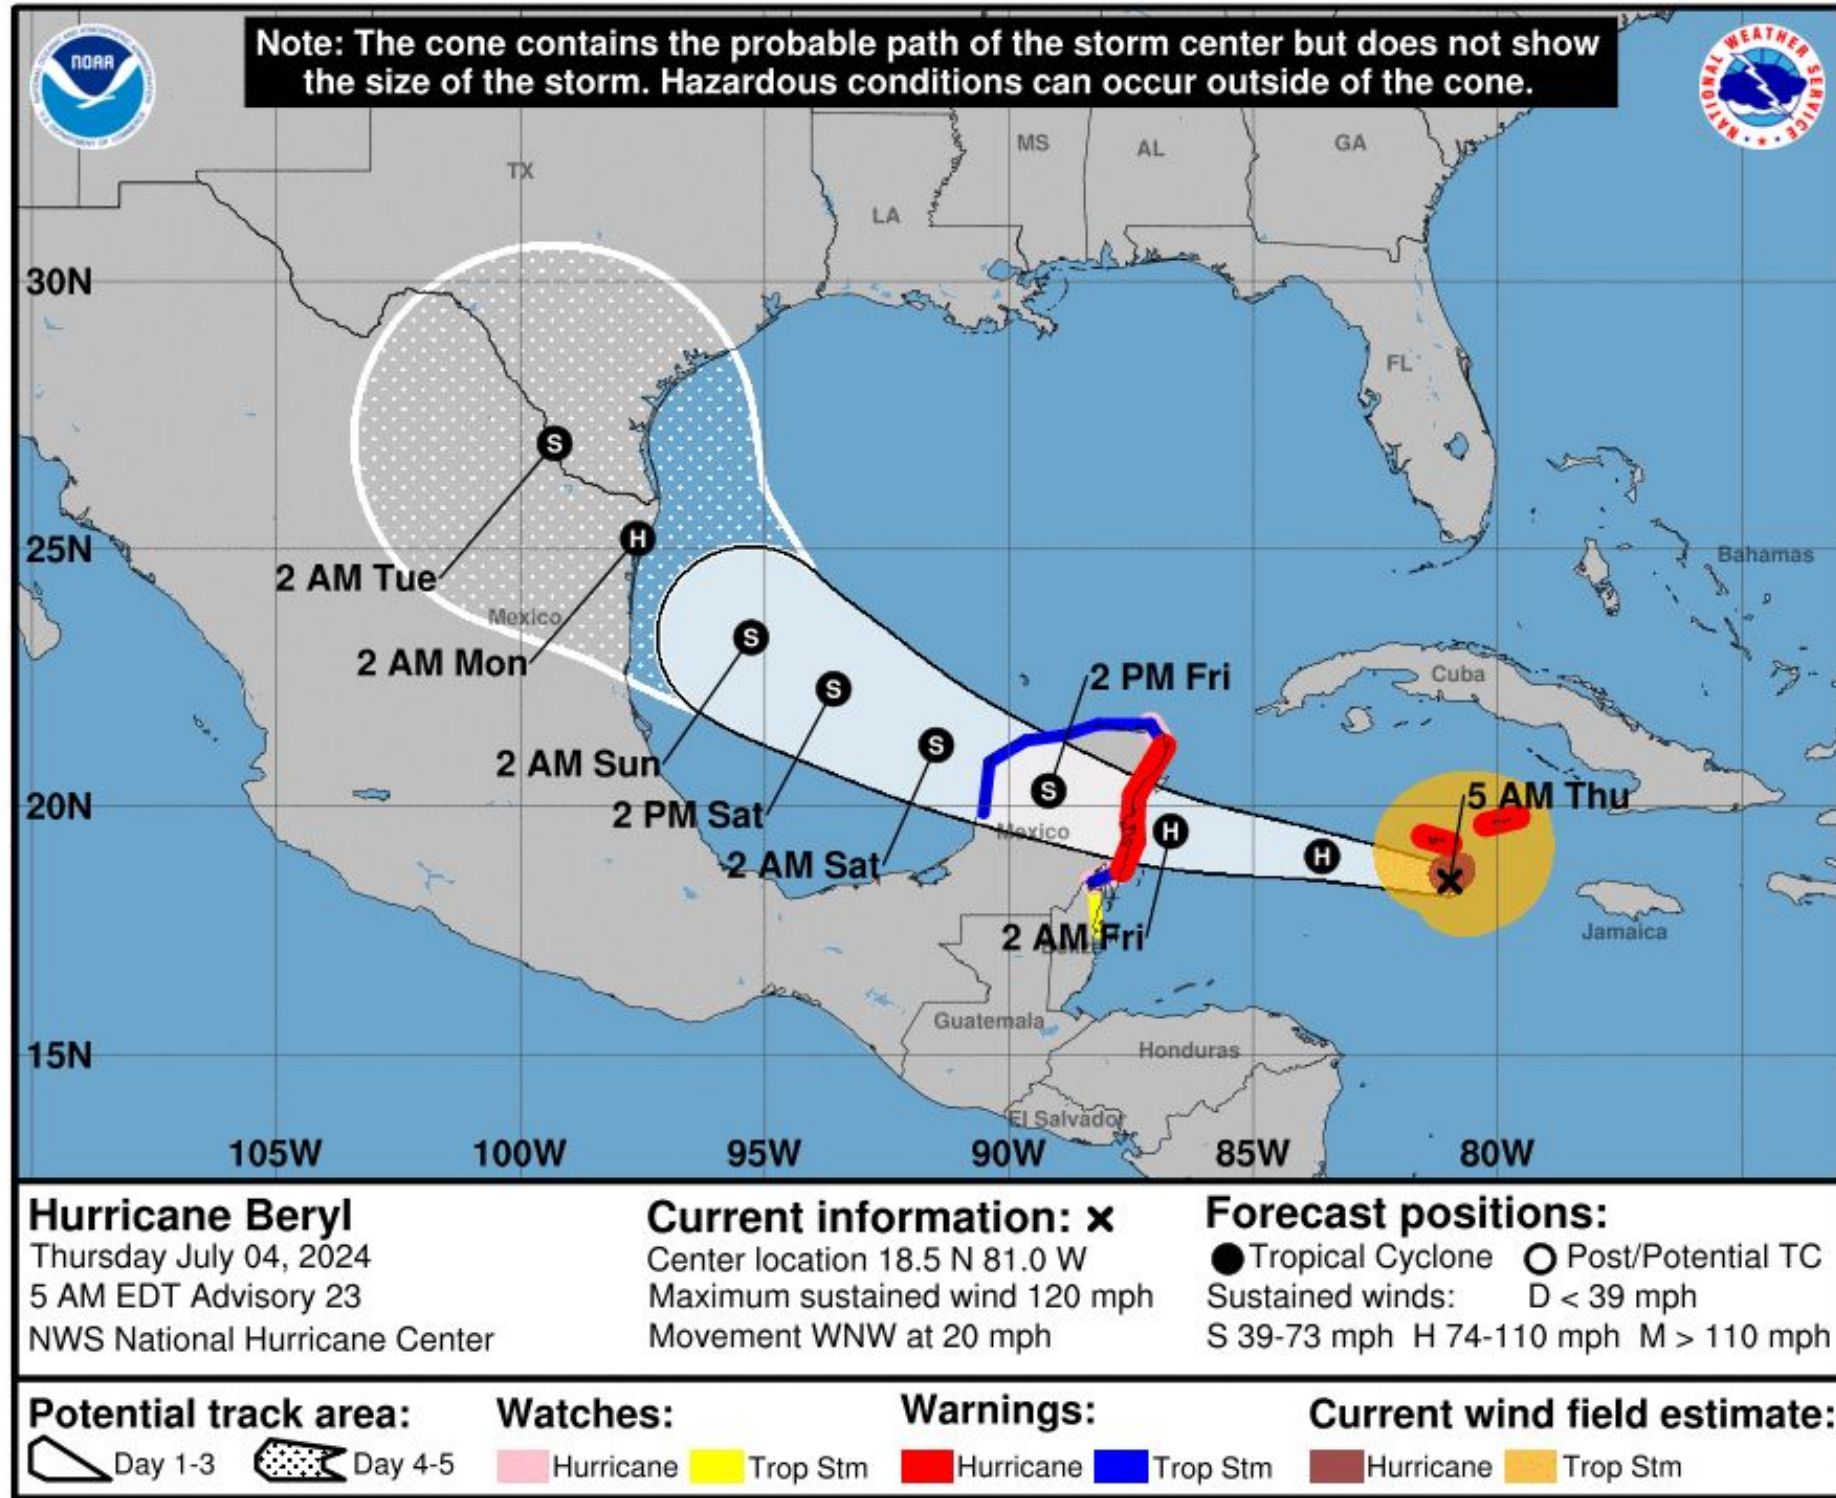 Note: The cone contains the probable path of the storm center but does not show
the size of the storm. Hazardous conditions can occur outside of the cone.
NOAA
NATIONAL WEATHER SERVICE
MS
AL
GA
TX
LA
30N
FL
S
H
25N
Bahamas
2 AM Tue
Mexico
2 AM Mon
S
S
2 PM Fri
Cuba
S
2 AM Sun
S
20N
2 PM Sat
5 AM Thu
Mexico
H
H
2 AM Sat
2 AM Fri
Jamaica
Guatemala
Honduras
15N
El Salvador
105W 100W 95W 90W 85W 80W
Hurricane Beryl
Thursday July 04, 2024
5 AM EDT Advisory 23
NWS National Hurricane Center
Current information: x
Center location 18.5 N 81.0 W
Maximum sustained wind 120 mph
Movement WNW at 20 mph
Forecast positions:
Tropical Cyclone Post/Potential TC
Sustained winds: D < 39 mph
S 39-73 mph H 74-110 mph M > 110 mph
Potential track area:
Day 1-3 Day 4-5
Watches:
Hurricane Trop Stm
Warnings:
Hurricane Trop Stm
Current wind field estimate:
Hurricane Trop Stm